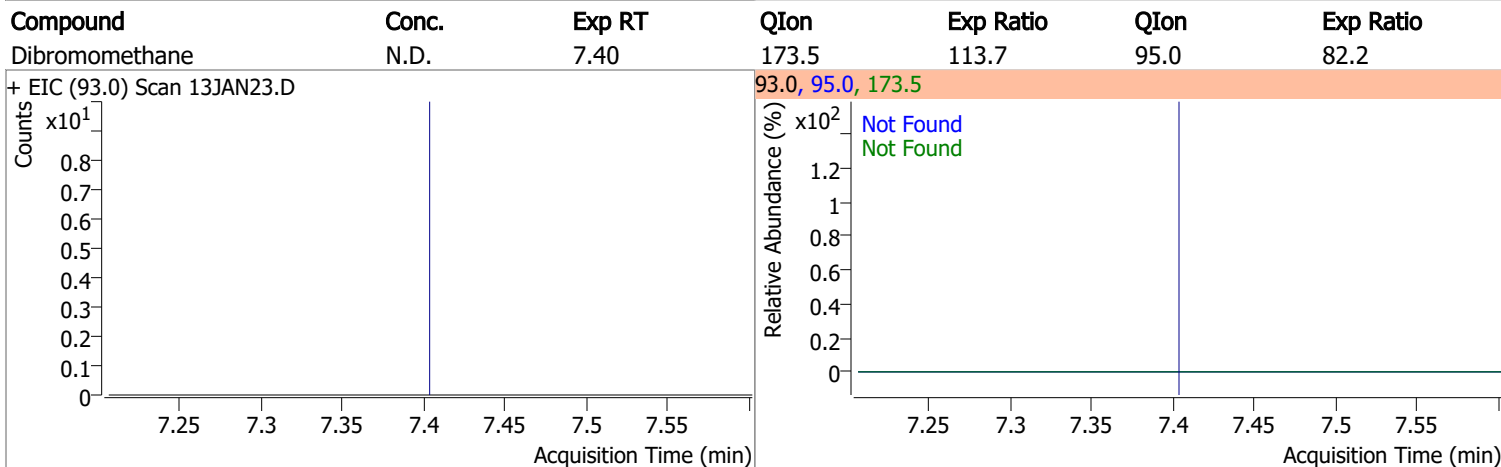 Compound Conc. Exp RT QIon Exp Ratio QIon Exp Ratio
Dibromomethane N.D. 7.40 173.5 113.7 95.0 82.2
+ EIC (93.0) Scan 13JAN23.D
Counts
x10¹
0.8
0.7
0.6
0.5
0.4
0.3
0.2
0.1
0
7.25 7.3 7.35 7.4 7.45 7.5 7.55
Acquisition Time (min)
93.0, 95.0, 173.5
Relative Abundance (%)
x10²
Not Found
Not Found
1.2
1
0.8
0.6
0.4
0.2
0
7.25 7.3 7.35 7.4 7.45 7.5 7.55
Acquisition Time (min)